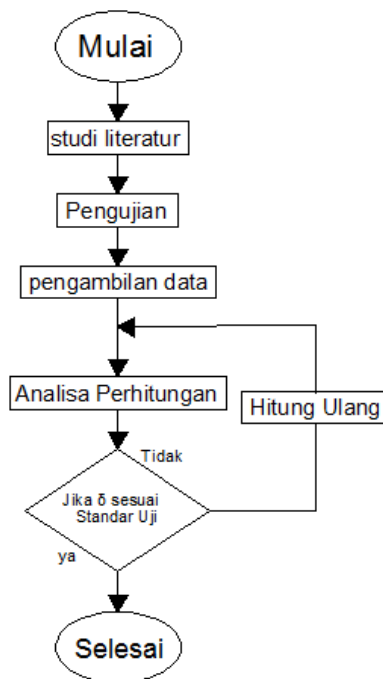 Mulai
studi literatur
Pengujian
pengambilan data
Analisa Perhitungan
Hitung Ulang
Tidak
Jika δ sesuai
Standar Uji
ya
Selesai